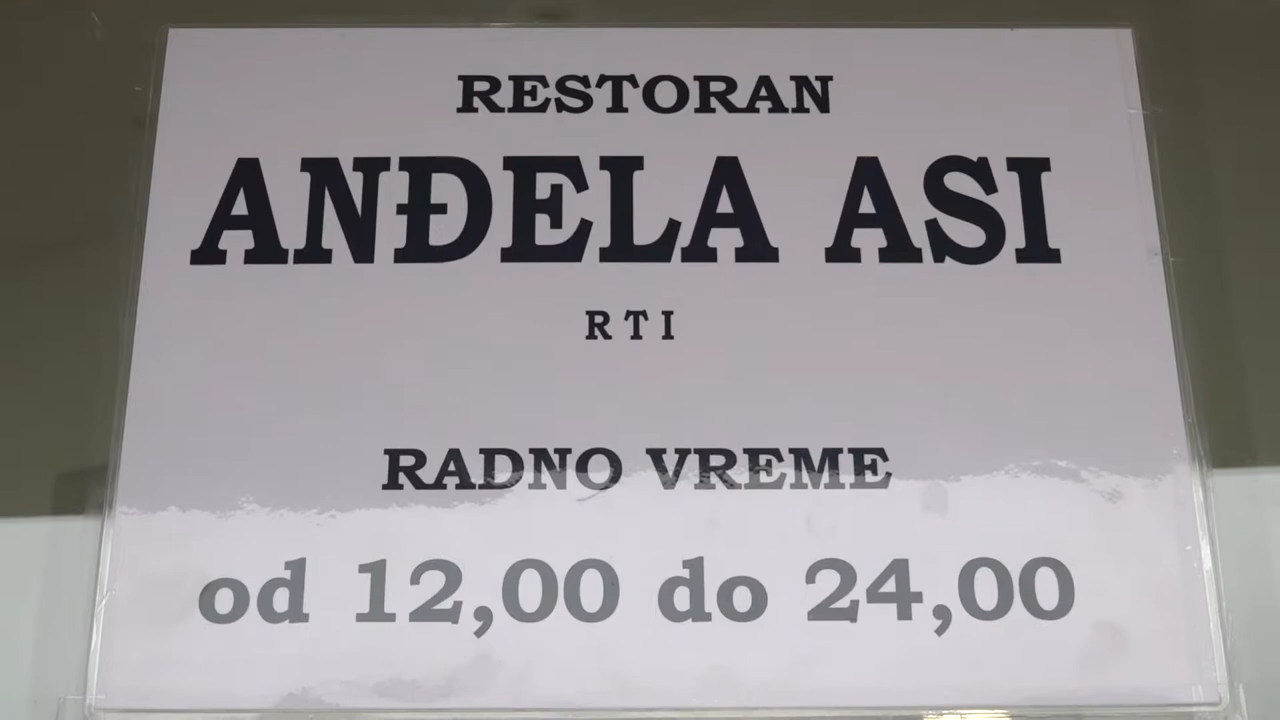 RESTORAN
ANĐELA ASI
R T I
RADNO VREME
od 12,00 do 24,00